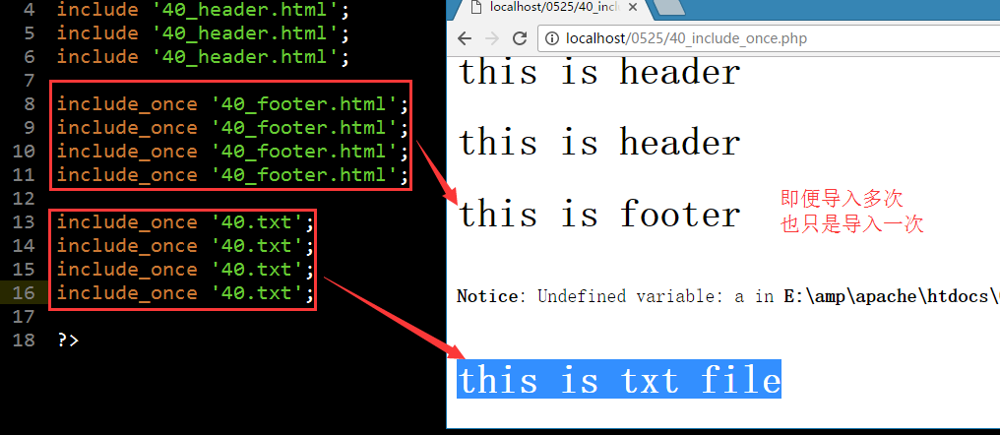 4 include '40_header.html';
5 include '40_header.html';
6 include '40_header.html';
7
8 include_once '40_footer.html';
9 include_once '40_footer.html';
10 include_once '40_footer.html';
11 include_once '40_footer.html';
12
13 include_once '40.txt';
14 include_once '40.txt';
15 include_once '40.txt';
16 include_once '40.txt';
17
18 ?>
localhost/0525/40_inclu
localhost/0525/40_include_once.php
this is header
this is header
this is footer
即便导入多次
也只是导入一次
Notice: Undefined variable: a in E:\amp\apache\htdocs\
this is txt file